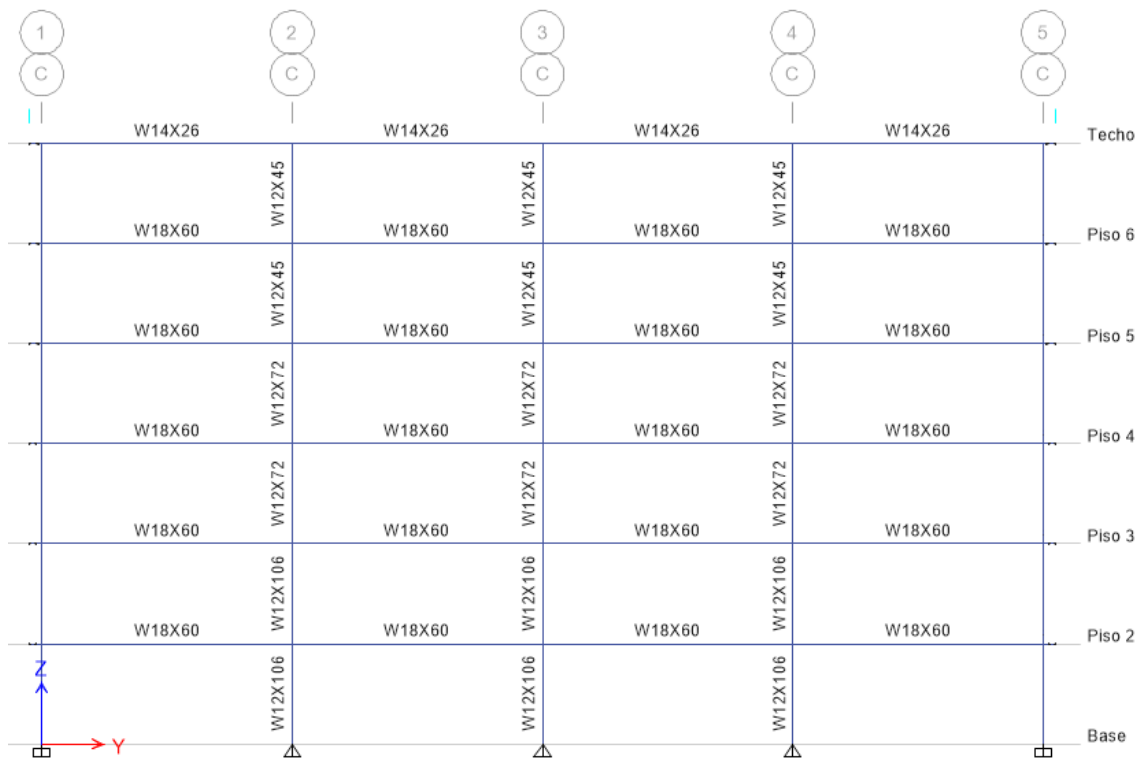 1 2 3 4 5
C C C C C
W14X26 W14X26 W14X26 W14X26 Techo
W12X45 W12X45 W12X45
W18X60 W18X60 W18X60 W18X60 Piso 6
W12X45 W12X45 W12X45
W18X60 W18X60 W18X60 W18X60 Piso 5
W12X72 W12X72 W12X72
W18X60 W18X60 W18X60 W18X60 Piso 4
W12X72 W12X72 W12X72
W18X60 W18X60 W18X60 W18X60 Piso 3
W12X106 W12X106 W12X106
W18X60 W18X60 W18X60 W18X60 Piso 2
Z
W12X106 W12X106 W12X106
Y Base